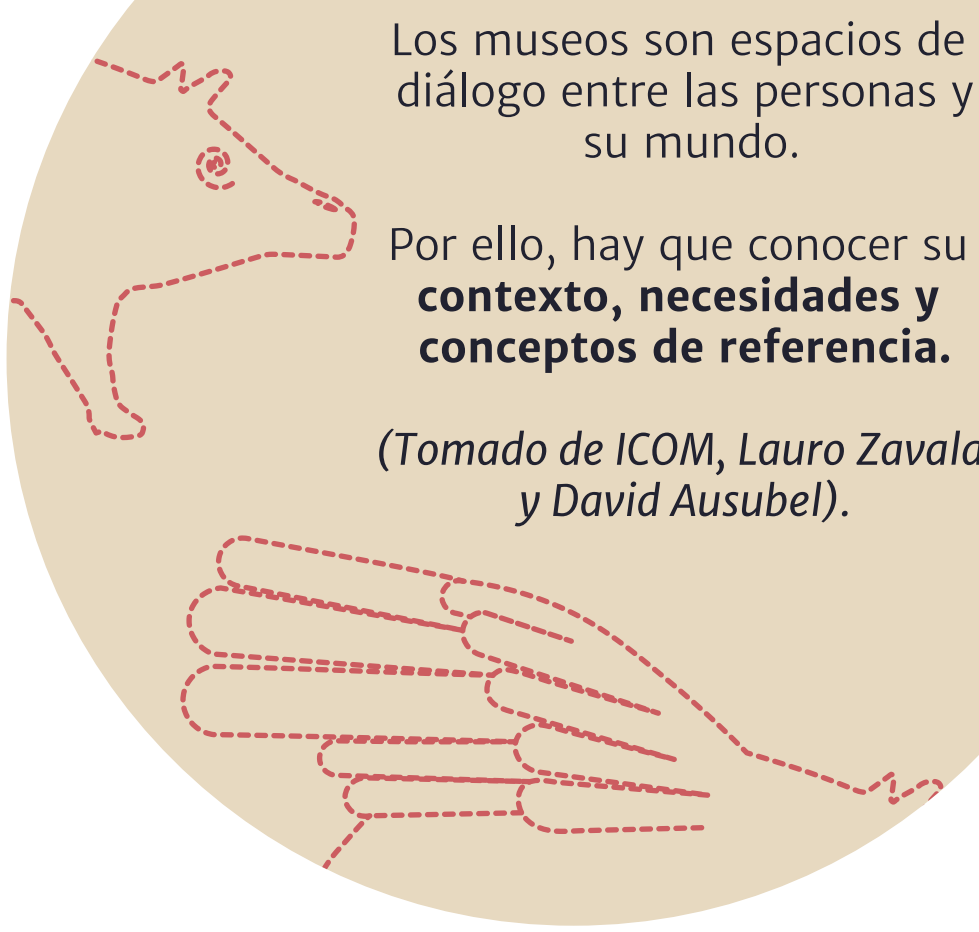 Los museos son espacios de
diálogo entre las personas y
su mundo.
Por ello, hay que conocer su
contexto, necesidades y
conceptos de referencia.
(Tomado de ICOM, Lauro Zavala
y David Ausubel).